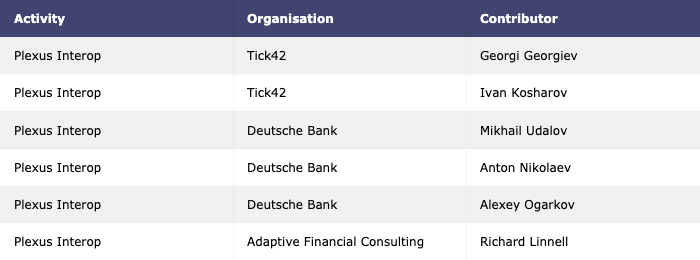 Activity Organisation Contributor
Plexus Interop Tick42 Georgi Georgiev
Plexus Interop Tick42 Ivan Kosharov
Plexus Interop Deutsche Bank Mikhail Udalov
Plexus Interop Deutsche Bank Anton Nikolaev
Plexus Interop Deutsche Bank Alexey Ogarkov
Plexus Interop Adaptive Financial Consulting Richard Linnell